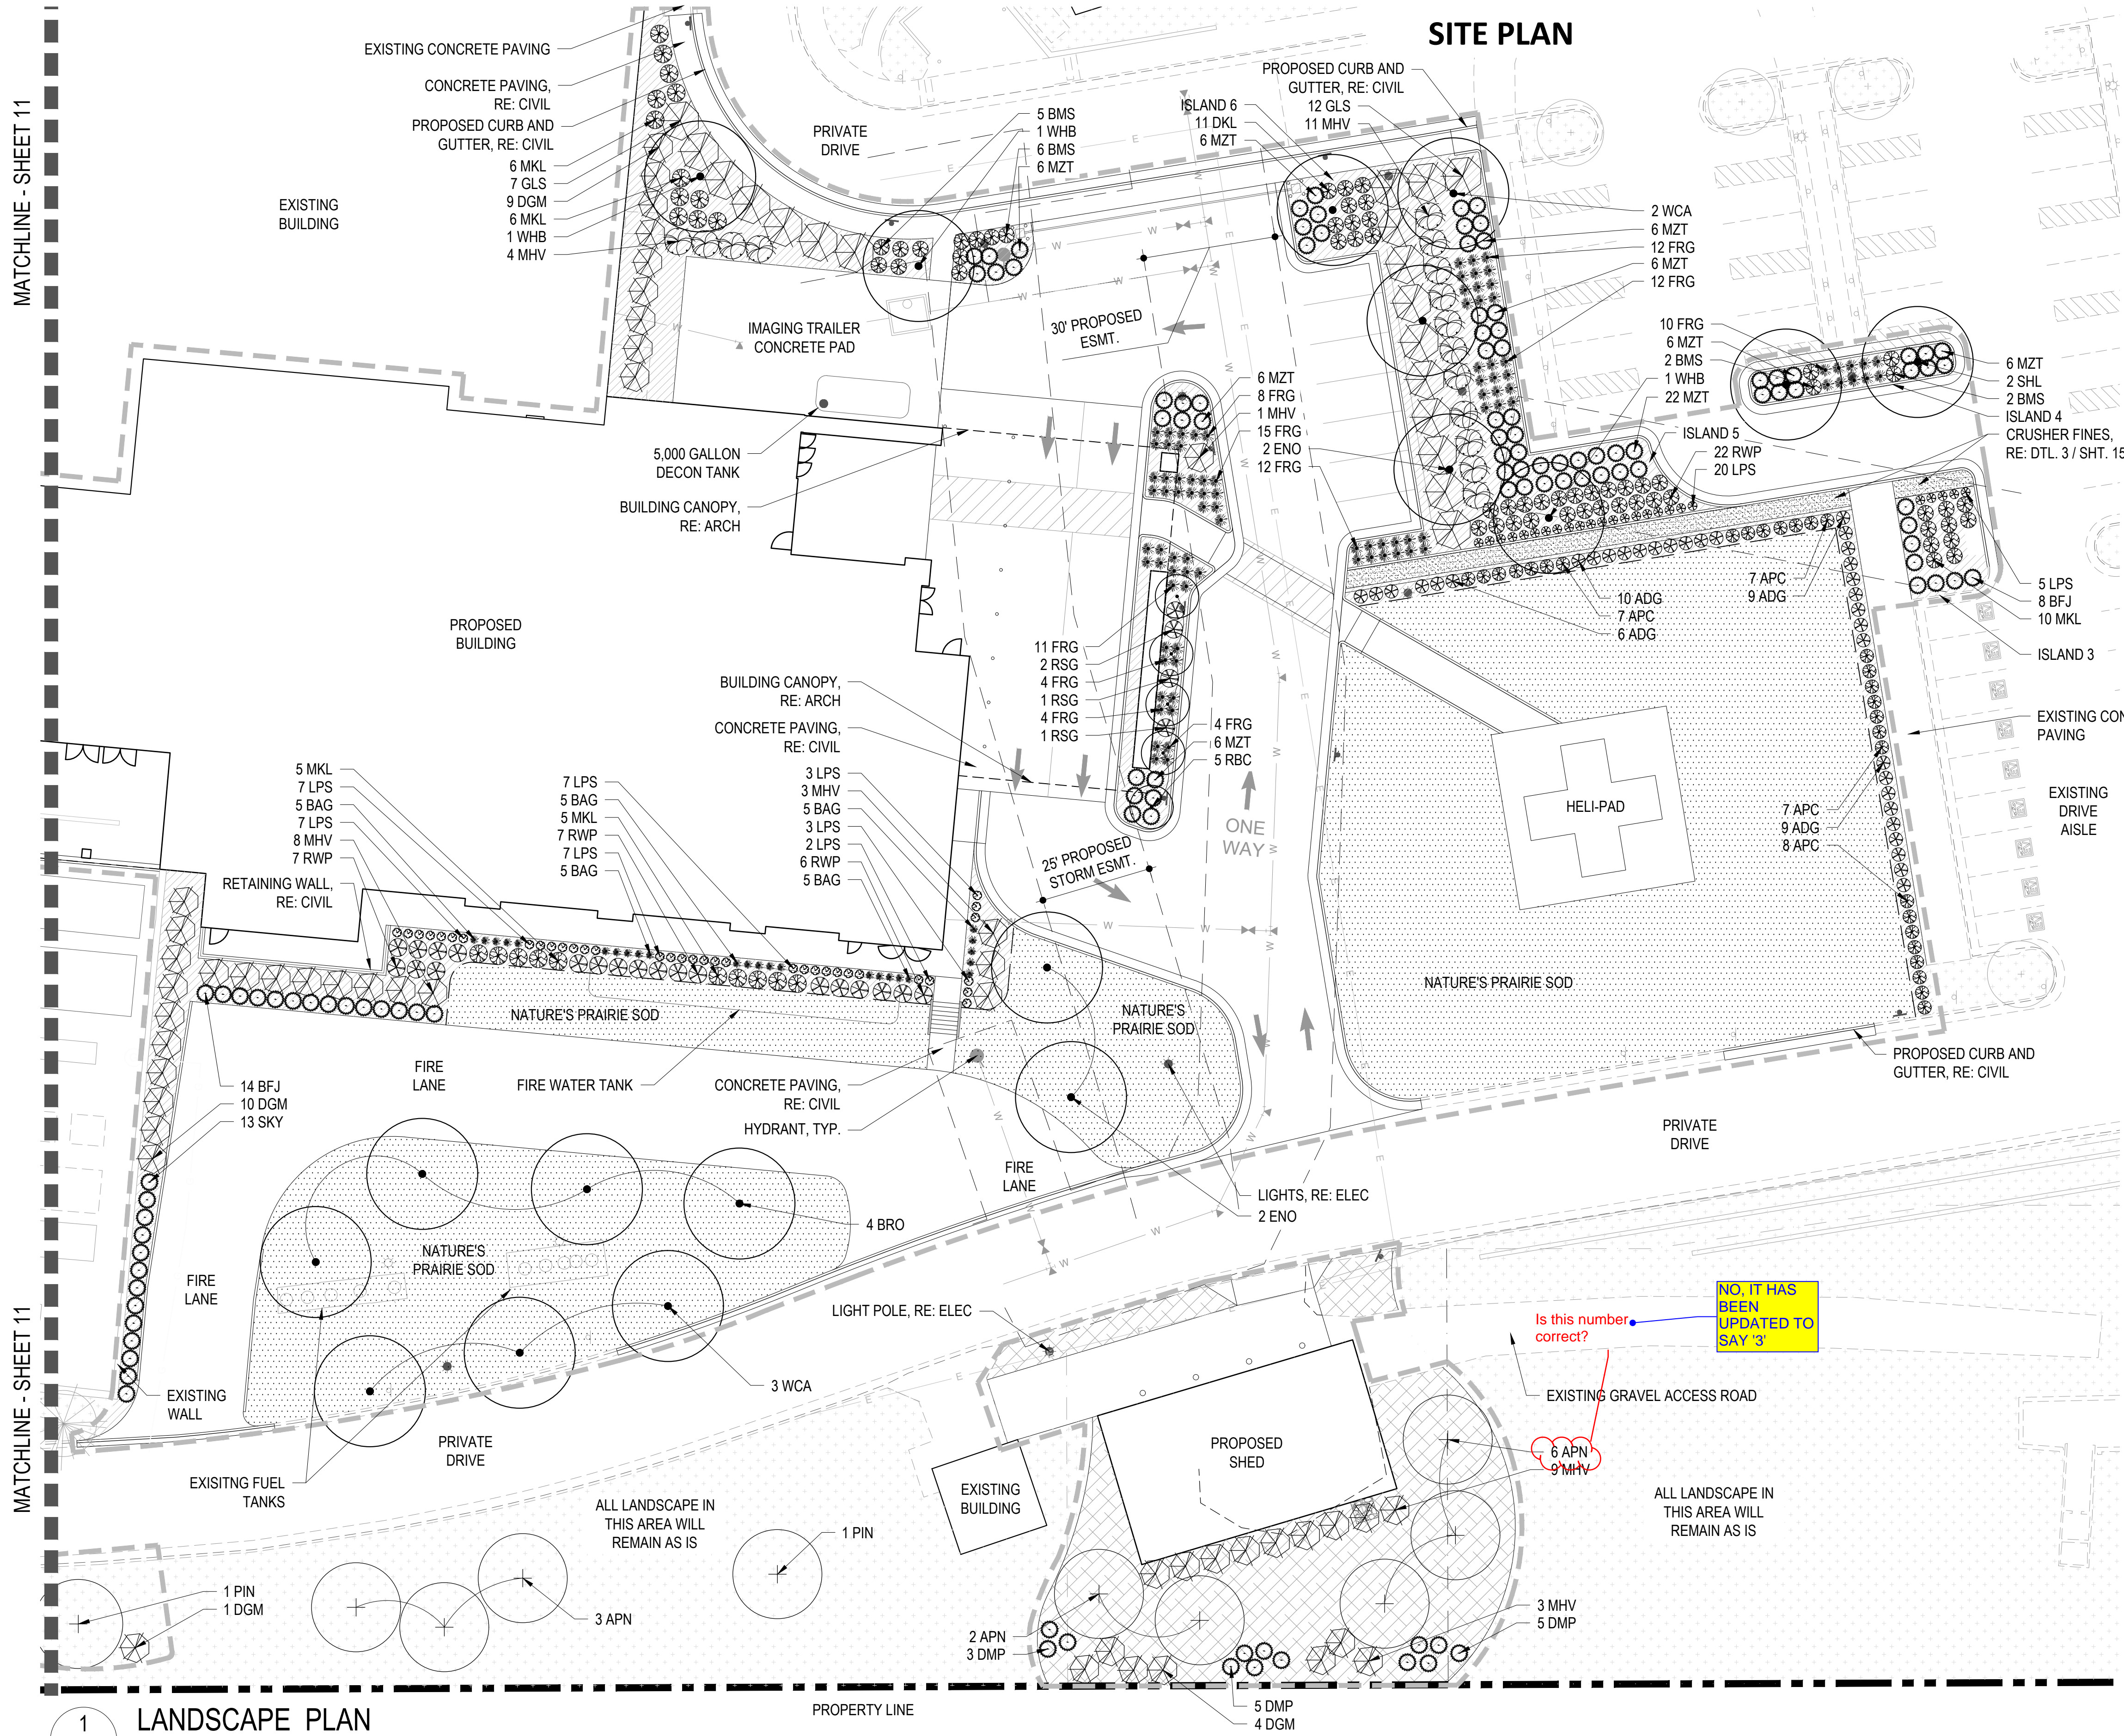 SITE PLAN
MATCHLINE - SHEET 11
MATCHLINE - SHEET 11
EXISTING CONCRETE PAVING
CONCRETE PAVING,
RE: CIVIL
PROPOSED CURB AND
GUTTER, RE: CIVIL
6 MKL
7 GLS
9 DGM
6 MKL
1 WHB
4 MHV
EXISTING
BUILDING
PRIVATE
DRIVE
5 BMS
1 WHB
6 BMS
6 MZT
PROPOSED CURB AND
GUTTER, RE: CIVIL
12 GLS
11 MHV
ISLAND 6
11 DKL
6 MZT
2 WCA
6 MZT
12 FRG
6 MZT
12 FRG
10 FRG
6 MZT
2 BMS
1 WHB
22 MZT
ISLAND 5
22 RWP
20 LPS
6 MZT
2 SHL
2 BMS
ISLAND 4
CRUSHER FINES,
RE: DTL. 3 / SHT. 15
IMAGING TRAILER
CONCRETE PAD
30' PROPOSED
ESMT.
5,000 GALLON
DECON TANK
BUILDING CANOPY,
RE: ARCH
6 MZT
8 FRG
1 MHV
15 FRG
2 ENO
12 FRG
PROPOSED
BUILDING
7 APC
9 ADG
10 ADG
7 APC
6 ADG
5 LPS
8 BFJ
10 MKL
ISLAND 3
11 FRG
2 RSG
4 FRG
1 RSG
4 FRG
1 RSG
BUILDING CANOPY,
RE: ARCH
CONCRETE PAVING,
RE: CIVIL
4 FRG
6 MZT
5 RBC
EXISTING CON
PAVING
EXISTING
DRIVE
AISLE
HELI-PAD
7 APC
9 ADG
8 APC
ONE
WAY
25' PROPOSED
STORM ESMT.
5 MKL
7 LPS
5 BAG
7 LPS
8 MHV
7 RWP
RETAINING WALL,
RE: CIVIL
7 LPS
5 BAG
5 MKL
7 RWP
7 LPS
5 BAG
3 LPS
3 MHV
5 BAG
3 LPS
2 LPS
6 RWP
5 BAG
NATURE'S PRAIRIE SOD
NATURE'S PRAIRIE SOD
NATURE'S
PRAIRIE SOD
14 BFJ
10 DGM
13 SKY
FIRE
LANE
FIRE WATER TANK
CONCRETE PAVING,
RE: CIVIL
HYDRANT, TYP.
PROPOSED CURB AND
GUTTER, RE: CIVIL
PRIVATE
DRIVE
FIRE
LANE
LIGHTS, RE: ELEC
2 ENO
4 BRO
NATURE'S
PRAIRIE SOD
FIRE
LANE
LIGHT POLE, RE: ELEC
Is this number
correct?
NO, IT HAS
BEEN
UPDATED TO
SAY '3'
3 WCA
EXISTING
WALL
EXISTING GRAVEL ACCESS ROAD
PRIVATE
DRIVE
EXISITNG FUEL
TANKS
PROPOSED
SHED
6 APN
9 MHV
EXISTING
BUILDING
ALL LANDSCAPE IN
THIS AREA WILL
REMAIN AS IS
ALL LANDSCAPE IN
THIS AREA WILL
REMAIN AS IS
1 PIN
1 PIN
1 DGM
3 APN
2 APN
3 DMP
3 MHV
5 DMP
5 DMP
4 DGM
PROPERTY LINE
1
LANDSCAPE PLAN